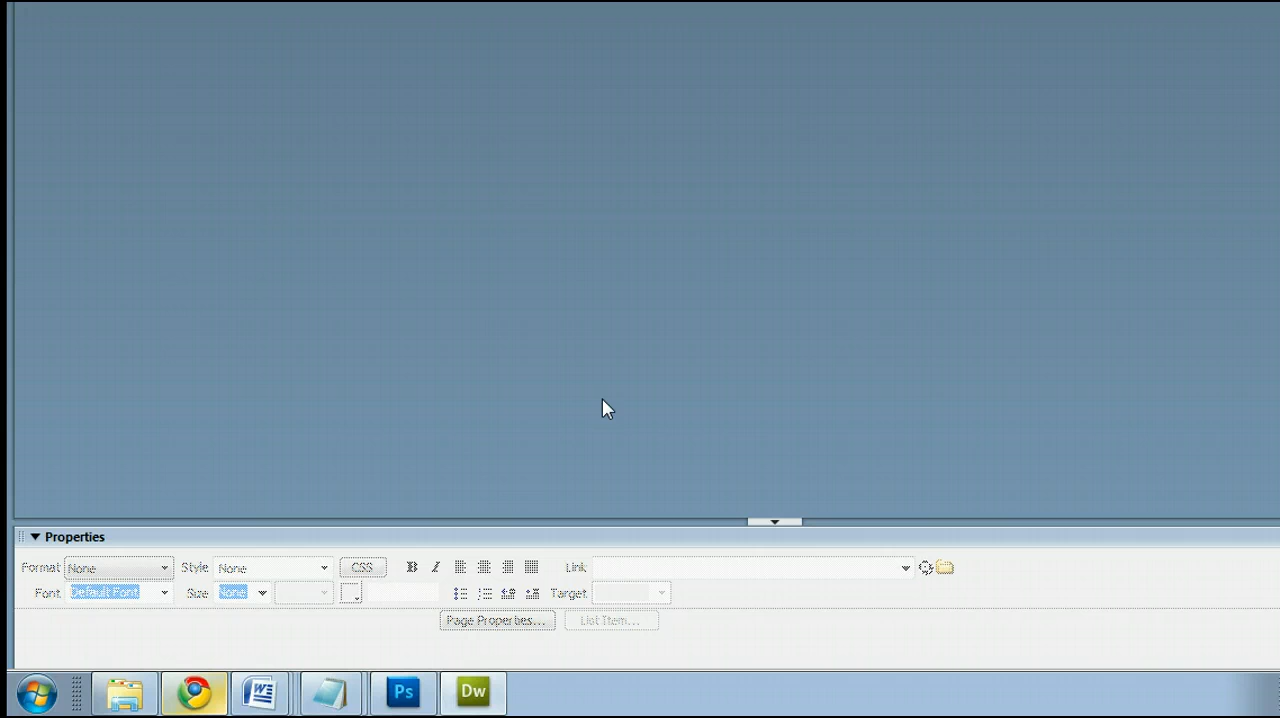 Properties
Format None Style None CSS B I Link
Font Default Font Size None Target
Page Properties... List Item...
W Ps Dw